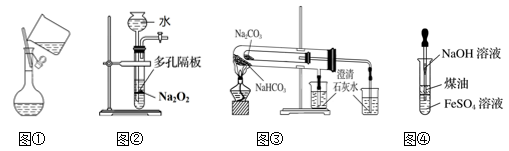 水
多孔隔板
Na₂O₂
Na₂CO₃
NaHCO₃
澄清
石灰水
NaOH 溶液
煤油
FeSO₄ 溶液
图① 图② 图③ 图④